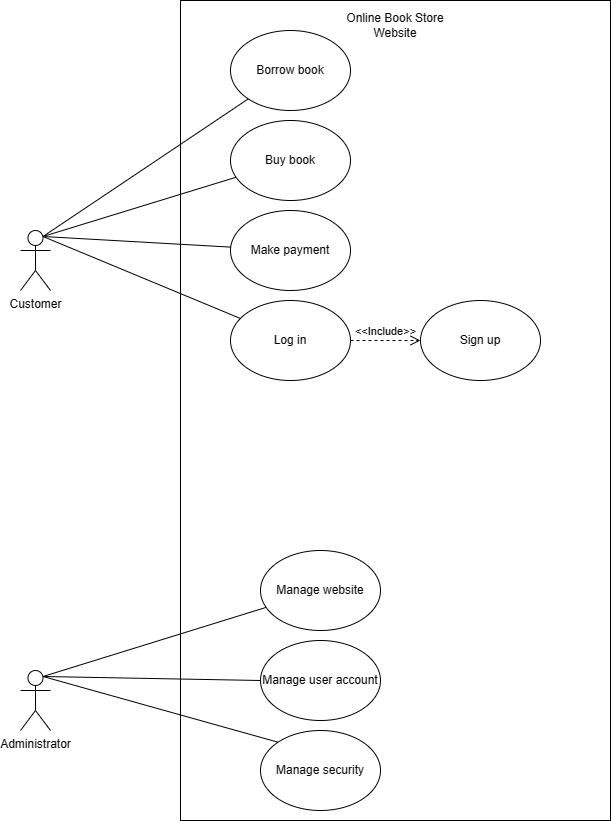 Online Book Store
Website
Borrow book
Buy book
Make payment
Customer
Log in
<<Include>>
Sign up
Manage website
Manage user account
Administrator
Manage security